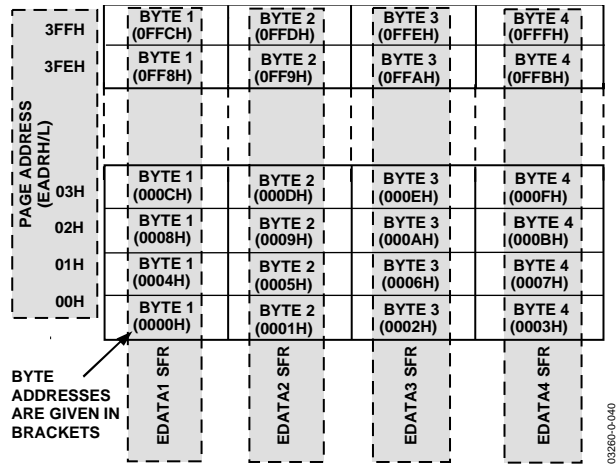 3FFH
BYTE 1 (0FFCH)
BYTE 2 (0FFDH)
BYTE 3 (0FFEH)
BYTE 4 (0FFFH)
3FEH
BYTE 1 (0FF8H)
BYTE 2 (0FF9H)
BYTE 3 (0FFAH)
BYTE 4 (0FFBH)
PAGE ADDRESS
(EADRH/L)
03H
BYTE 1 (000CH)
BYTE 2 (000DH)
BYTE 3 (000EH)
BYTE 4 (000FH)
02H
BYTE 1 (0008H)
BYTE 2 (0009H)
BYTE 3 (000AH)
BYTE 4 (000BH)
01H
BYTE 1 (0004H)
BYTE 2 (0005H)
BYTE 3 (0006H)
BYTE 4 (0007H)
00H
BYTE 1 (0000H)
BYTE 2 (0001H)
BYTE 3 (0002H)
BYTE 4 (0003H)
BYTE
ADDRESSES
ARE GIVEN IN
BRACKETS
EDATA1 SFR
EDATA2 SFR
EDATA3 SFR
EDATA4 SFR
03260-0-040